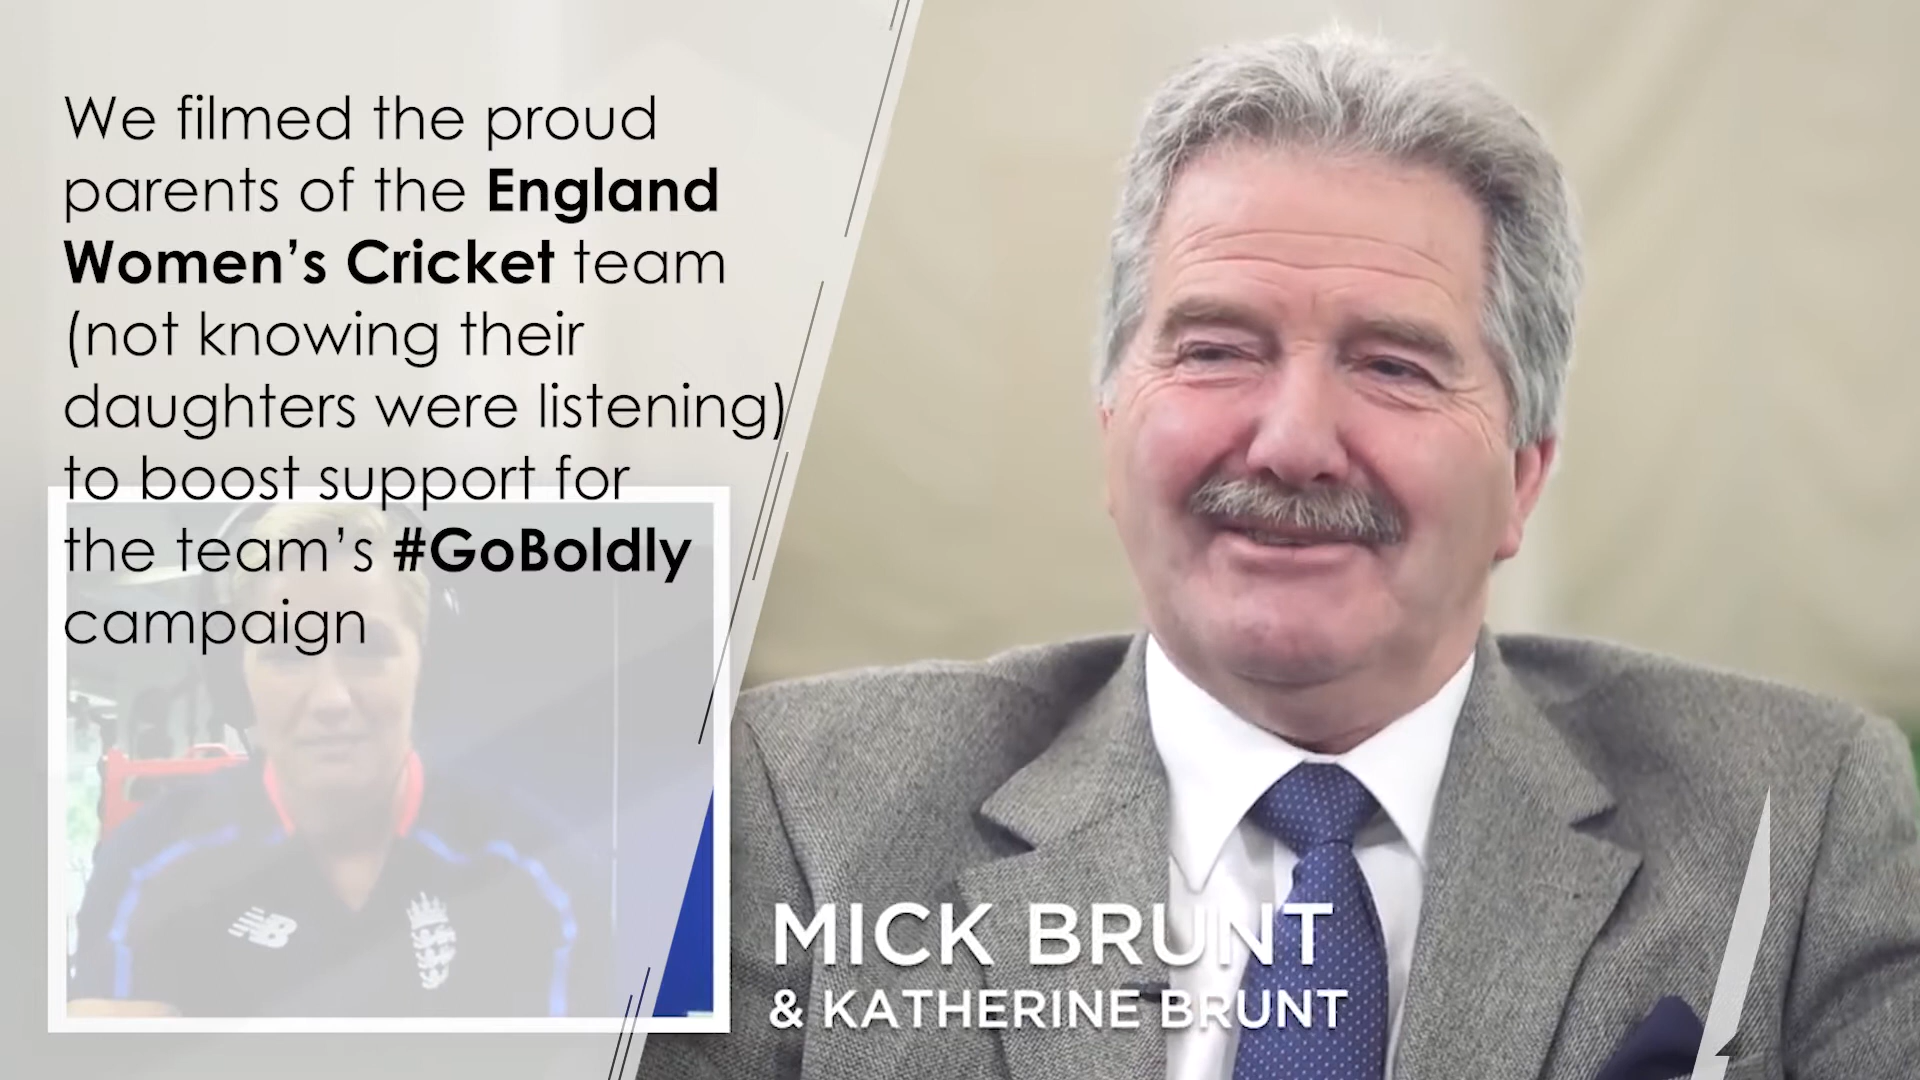 We filmed the proud
parents of the England
Women's Cricket team
(not knowing their
daughters were listening)
to boost support for
the team's #GoBoldly
campaign
NB
MICK BRUNT
& KATHERINE BRUNT